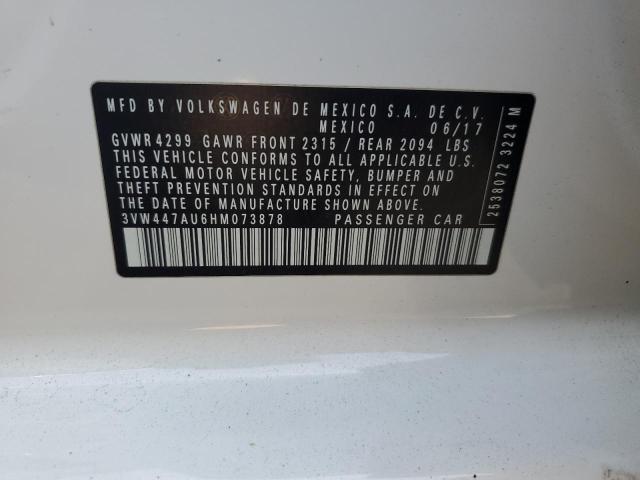 MFD BY VOLKSWAGEN DE MEXICO S.A. DE C.V.
MEXICO 06/17
GVWR 4299 GAWR FRONT 2315 / REAR 2094 LBS
THIS VEHICLE CONFORMS TO ALL APPLICABLE U.S.
FEDERAL MOTOR VEHICLE SAFETY, BUMPER AND
THEFT PREVENTION STANDARDS IN EFFECT ON
THE DATE OF MANUFACTURE SHOWN ABOVE.
3VW447AU6HM073878 PASSENGER CAR
2538072 3224 M